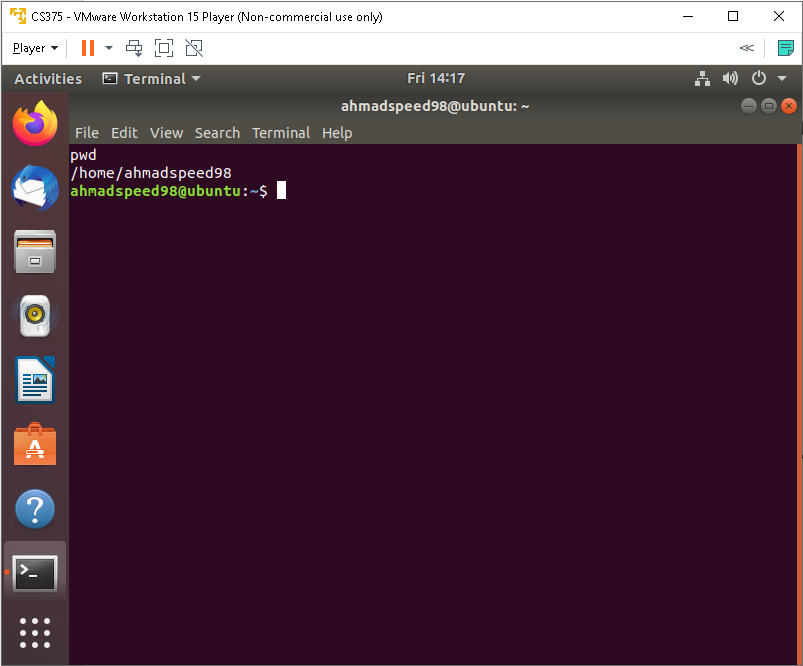 CS375 - VMware Workstation 15 Player (Non-commercial use only)
Player
Activities Terminal Fri 14:17
ahmadspeed98@ubuntu: ~
File Edit View Search Terminal Help
pwd
/home/ahmadspeed98
ahmadspeed98@ubuntu:~$